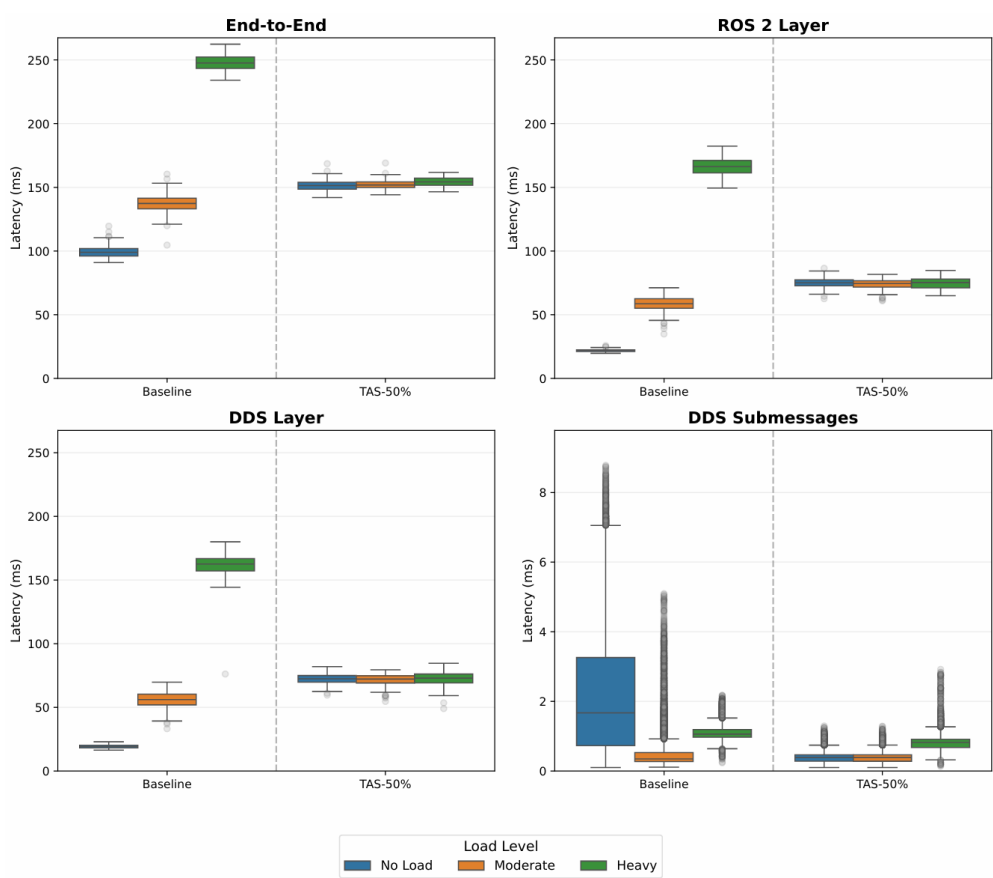 End-to-End
Latency (ms)
250
200
150
100
50
0
Baseline
TAS-50%
ROS 2 Layer
Latency (ms)
250
200
150
100
50
0
Baseline
TAS-50%
DDS Layer
Latency (ms)
250
200
150
100
50
0
Baseline
TAS-50%
DDS Submessages
Latency (ms)
8
6
4
2
0
Baseline
TAS-50%
Load Level
No Load Moderate Heavy